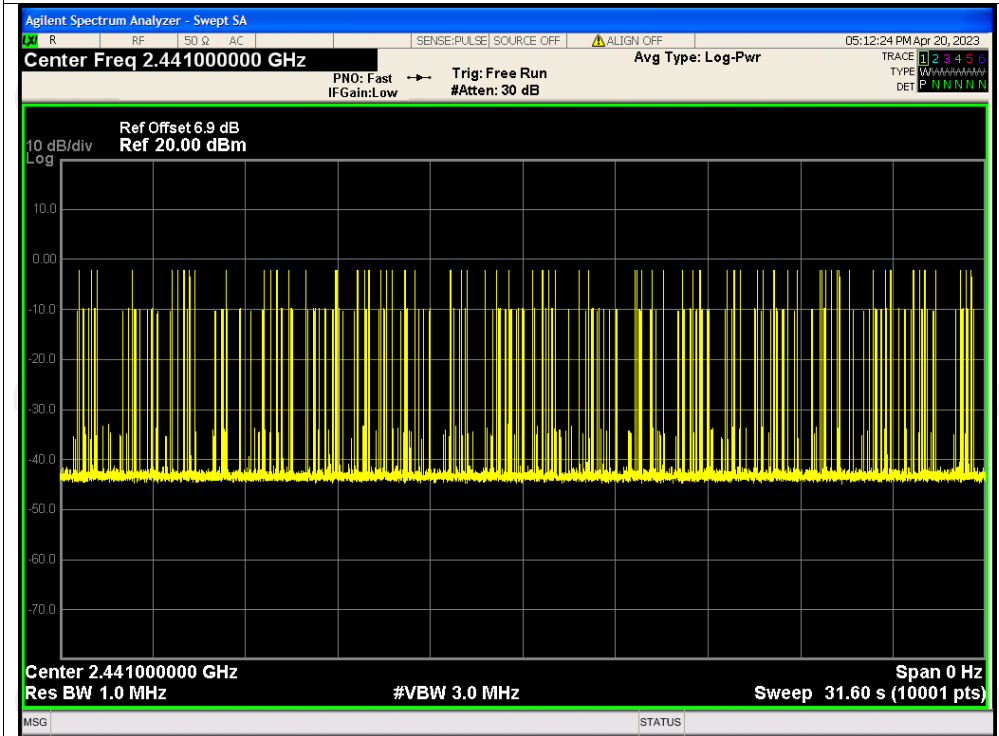 Agilent Spectrum Analyzer - Swept SA
LXI R RF 50 Ω AC SENSE:PULSE SOURCE OFF ALIGN OFF 05:12:24 PM Apr 20, 2023
Center Freq 2.441000000 GHz Avg Type: Log-Pwr TRACE 1 2 3 4 5 6
PNO: Fast Trig: Free Run TYPE W
IFGain:Low #Atten: 30 dB DET P N N N N N
Ref Offset 6.9 dB
10 dB/div Ref 20.00 dBm
Log
10.0
0.00
-10.0
-20.0
-30.0
-40.0
-50.0
-60.0
-70.0
Center 2.441000000 GHz Span 0 Hz
Res BW 1.0 MHz #VBW 3.0 MHz Sweep 31.60 s (10001 pts)
MSG STATUS